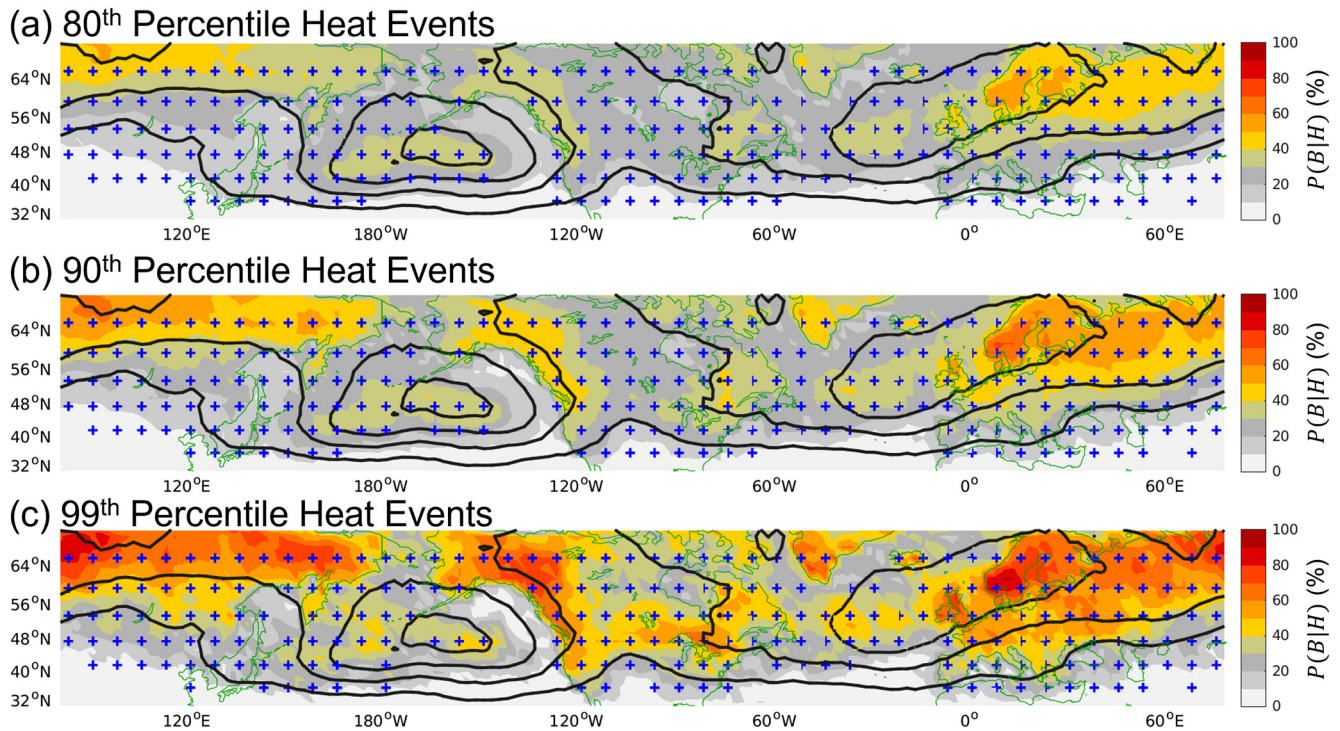 (a) 80th Percentile Heat Events
64°N
56°N
48°N
40°N
32°N
120°E
180°W
120°W
60°W
0°
60°E
100
80
60
40
20
0
P(B|H) (%)
(b) 90th Percentile Heat Events
64°N
56°N
48°N
40°N
32°N
120°E
180°W
120°W
60°W
0°
60°E
100
80
60
40
20
0
P(B|H) (%)
(c) 99th Percentile Heat Events
64°N
56°N
48°N
40°N
32°N
120°E
180°W
120°W
60°W
0°
60°E
100
80
60
40
20
0
P(B|H) (%)